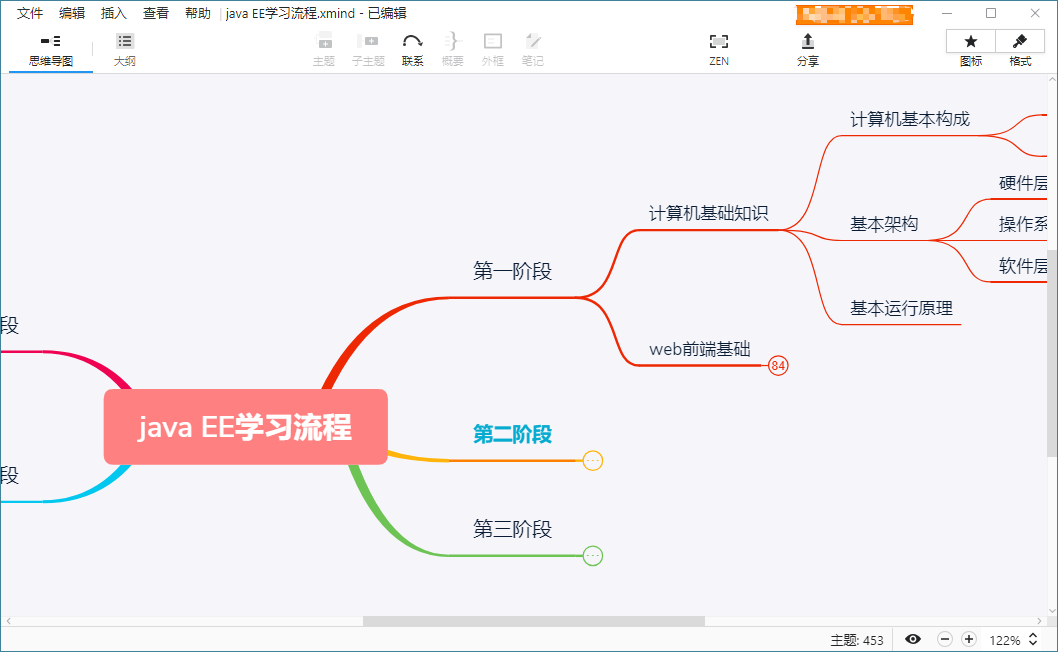 文件 编辑 插入 查看 帮助 java EE学习流程.xmind - 已编辑
思维导图 大纲 主题 子主题 联系 概要 外框 笔记 ZEN 分享 图标 格式
计算机基本构成
硬件层
计算机基础知识
基本架构
操作系
软件层
第一阶段
基本运行原理
段
web前端基础
84
java EE学习流程
第二阶段
段
第三阶段
主题: 453 122%